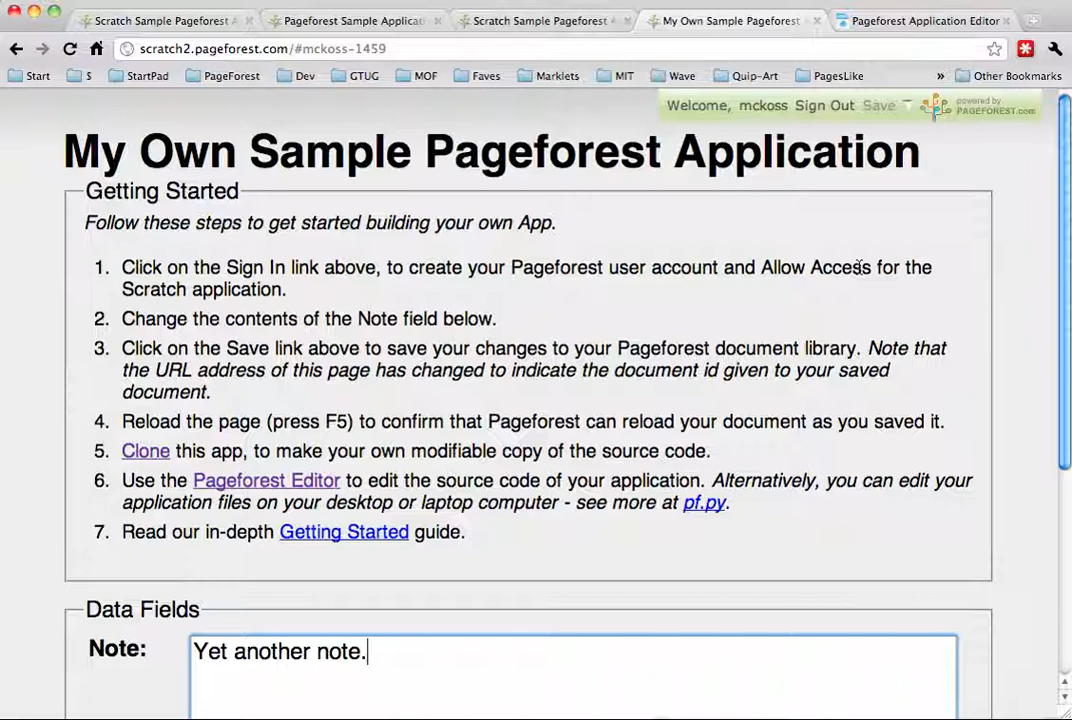 Scratch Sample Pageforest A
Pageforest Sample Applicat
Scratch Sample Pageforest
My Own Sample Pageforest
Pageforest Application Editor
scratch2.pageforest.com/#mckoss-1459
Start
$
StartPad
PageForest
Dev
GTUG
MOF
Faves
Marklets
MIT
Wave
Quip-Art
PagesLike
»
Other Bookmarks
Welcome, mckoss Sign Out Save
powered by
PAGEFOREST.com
My Own Sample Pageforest Application
Getting Started
Follow these steps to get started building your own App.
1. Click on the Sign In link above, to create your Pageforest user account and Allow Access for the
Scratch application.
2. Change the contents of the Note field below.
3. Click on the Save link above to save your changes to your Pageforest document library. Note that
the URL address of this page has changed to indicate the document id given to your saved
document.
4. Reload the page (press F5) to confirm that Pageforest can reload your document as you saved it.
5. Clone this app, to make your own modifiable copy of the source code.
6. Use the Pageforest Editor to edit the source code of your application. Alternatively, you can edit your
application files on your desktop or laptop computer - see more at pf.py.
7. Read our in-depth Getting Started guide.
Data Fields
Note:
Yet another note.